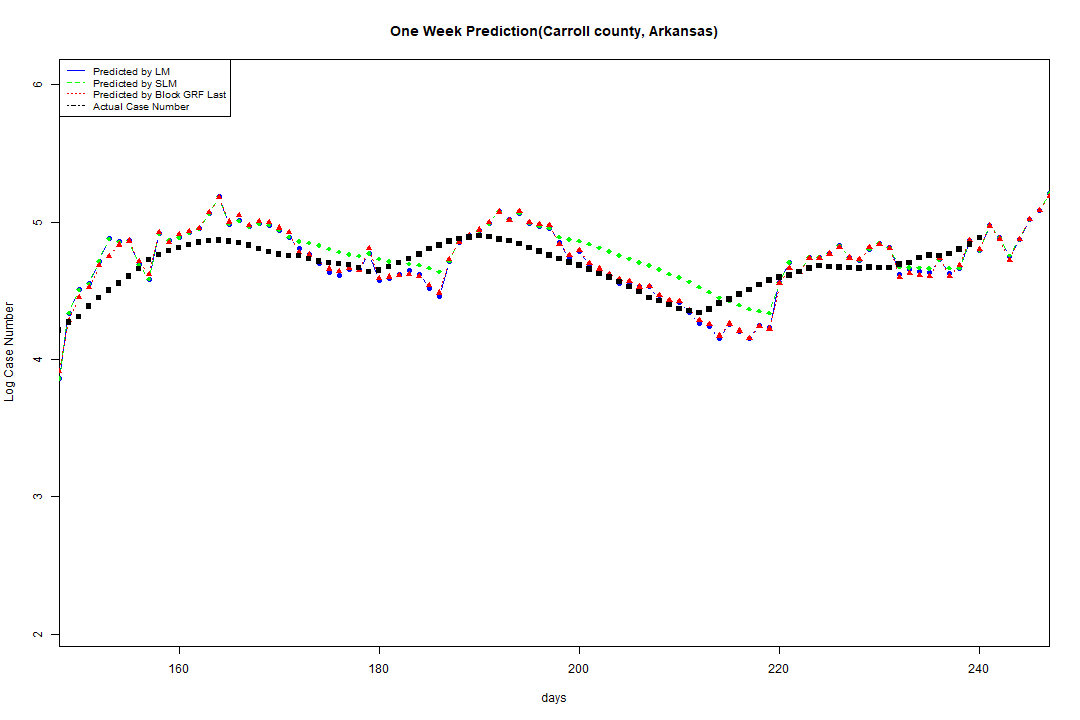 One Week Prediction(Carroll county, Arkansas)
Predicted by LM
Predicted by SLM
Predicted by Block GRF Last
Actual Case Number
6
5
4
3
2
Log Case Number
160 180 200 220 240
days